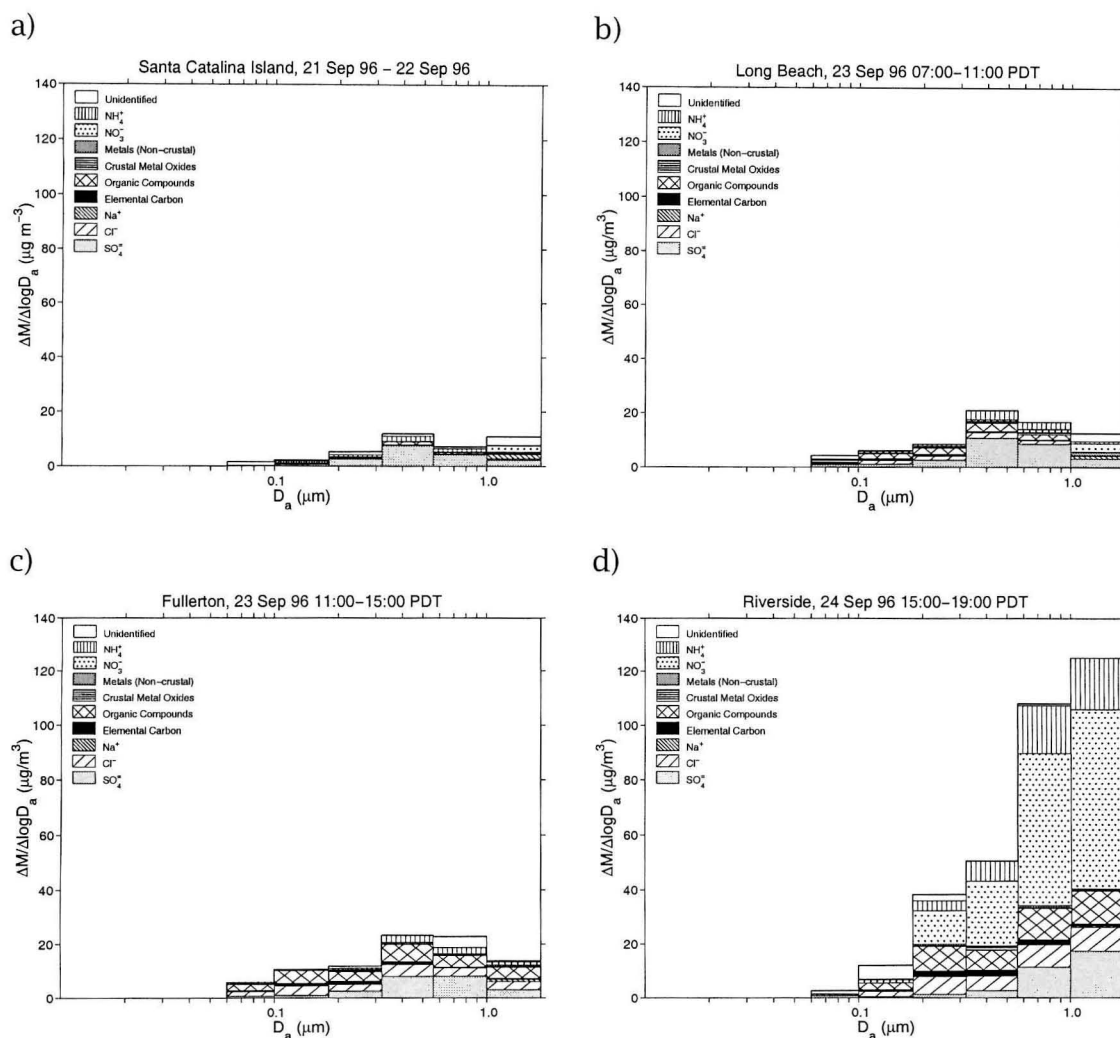 a)
Santa Catalina Island, 21 Sep 96 – 22 Sep 96
140
120
100
80
60
40
20
0
ΔM/ΔlogDₐ (μg m⁻³)
Unidentified
NH₄⁺
NO₃⁻
Metals (Non–crustal)
Crustal Metal Oxides
Organic Compounds
Elemental Carbon
Na⁺
Cl⁻
SO₄⁼
0.1
1.0
Dₐ (μm)
b)
Long Beach, 23 Sep 96 07:00–11:00 PDT
140
120
100
80
60
40
20
0
ΔM/ΔlogDₐ (μg/m³)
Unidentified
NH₄⁺
NO₃⁻
Metals (Non–crustal)
Crustal Metal Oxides
Organic Compounds
Elemental Carbon
Na⁺
Cl⁻
SO₄⁼
0.1
1.0
Dₐ (μm)
c)
Fullerton, 23 Sep 96 11:00–15:00 PDT
140
120
100
80
60
40
20
0
ΔM/ΔlogDₐ (μg/m³)
Unidentified
NH₄⁺
NO₃⁻
Metals (Non–crustal)
Crustal Metal Oxides
Organic Compounds
Elemental Carbon
Na⁺
Cl⁻
SO₄⁼
0.1
1.0
Dₐ (μm)
d)
Riverside, 24 Sep 96 15:00–19:00 PDT
140
120
100
80
60
40
20
0
ΔM/ΔlogDₐ (μg/m³)
Unidentified
NH₄⁺
NO₃⁻
Metals (Non–crustal)
Crustal Metal Oxides
Organic Compounds
Elemental Carbon
Na⁺
Cl⁻
SO₄⁼
0.1
1.0
Dₐ (μm)